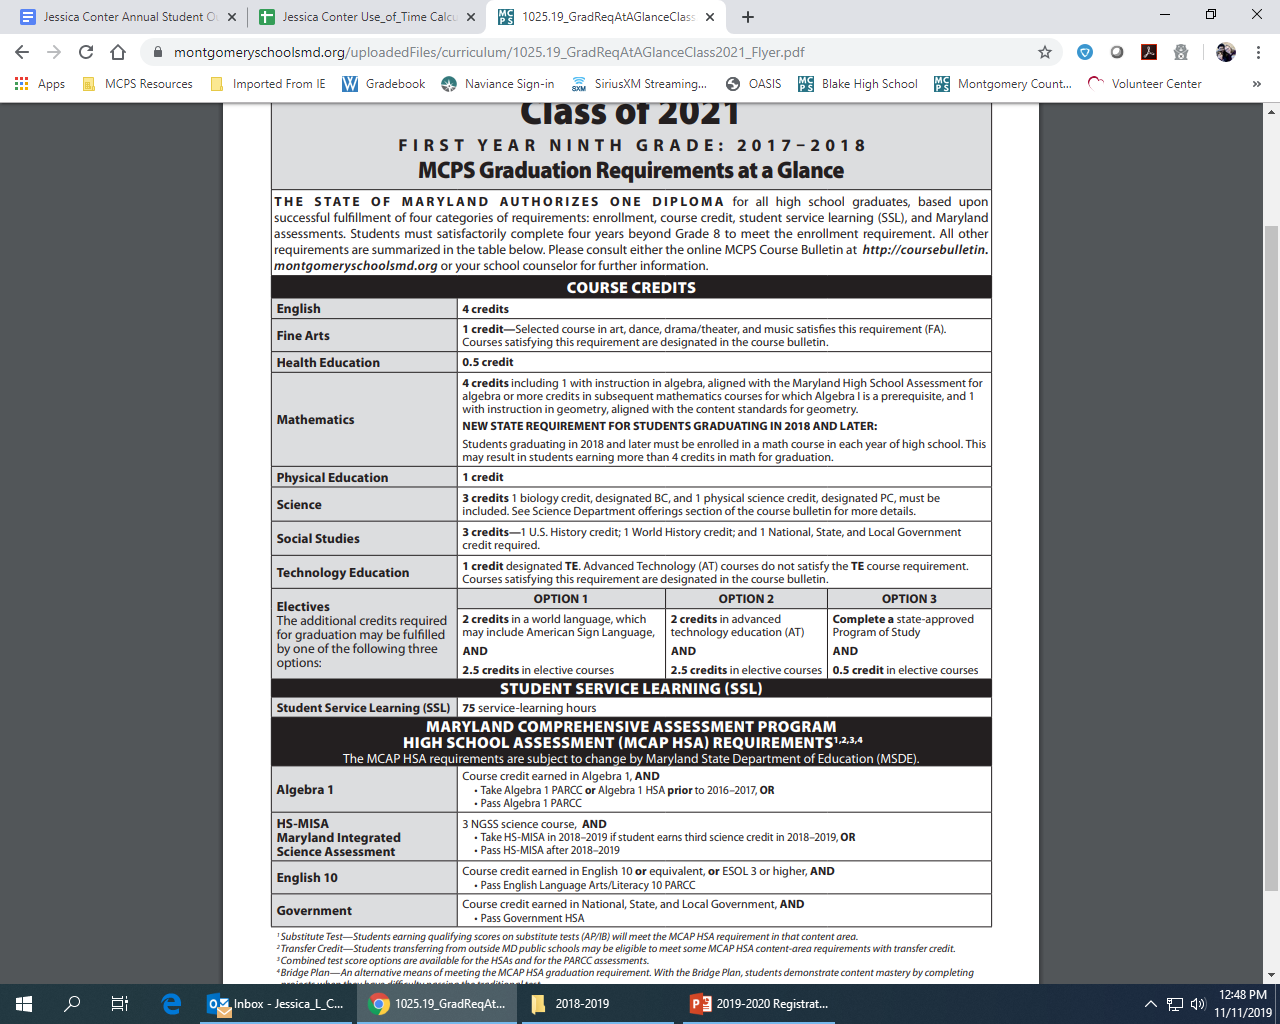 Jessica Conter Annual Student O
Jessica Conter Use_of_Time Calcu
1025.19_GradReqAtAGlanceClass
montgomeryschoolsmd.org/uploadedFiles/curriculum/1025.19_GradReqAtAGlanceClass2021_Flyer.pdf
Apps MCPS Resources Imported From IE Gradebook Naviance Sign-in SiriusXM Streaming... OASIS Blake High School Montgomery Count... Volunteer Center »
Class of 2021
FIRST YEAR NINTH GRADE: 2017–2018
MCPS Graduation Requirements at a Glance
THE STATE OF MARYLAND AUTHORIZES ONE DIPLOMA for all high school graduates, based upon
successful fulfillment of four categories of requirements: enrollment, course credit, student service learning (SSL), and Maryland
assessments. Students must satisfactorily complete four years beyond Grade 8 to meet the enrollment requirement. All other
requirements are summarized in the table below. Please consult either the online MCPS Course Bulletin at http://coursebulletin.
montgomeryschoolsmd.org or your school counselor for further information.
COURSE CREDITS
English
4 credits
Fine Arts
1 credit—Selected course in art, dance, drama/theater, and music satisfies this requirement (FA).
Courses satisfying this requirement are designated in the course bulletin.
Health Education
0.5 credit
Mathematics
4 credits including 1 with instruction in algebra, aligned with the Maryland High School Assessment for
algebra or more credits in subsequent mathematics courses for which Algebra I is a prerequisite, and 1
with instruction in geometry, aligned with the content standards for geometry.
NEW STATE REQUIREMENT FOR STUDENTS GRADUATING IN 2018 AND LATER:
Students graduating in 2018 and later must be enrolled in a math course in each year of high school. This
may result in students earning more than 4 credits in math for graduation.
Physical Education
1 credit
Science
3 credits 1 biology credit, designated BC, and 1 physical science credit, designated PC, must be
included. See Science Department offerings section of the course bulletin for more details.
Social Studies
3 credits—1 U.S. History credit; 1 World History credit; and 1 National, State, and Local Government
credit required.
Technology Education
1 credit designated TE. Advanced Technology (AT) courses do not satisfy the TE course requirement.
Courses satisfying this requirement are designated in the course bulletin.
Electives
The additional credits required
for graduation may be fulfilled
by one of the following three
options:
OPTION 1
2 credits in a world language, which
may include American Sign Language,
AND
2.5 credits in elective courses
OPTION 2
2 credits in advanced
technology education (AT)
AND
2.5 credits in elective courses
OPTION 3
Complete a state-approved
Program of Study
AND
0.5 credit in elective courses
STUDENT SERVICE LEARNING (SSL)
Student Service Learning (SSL)
75 service-learning hours
MARYLAND COMPREHENSIVE ASSESSMENT PROGRAM
HIGH SCHOOL ASSESSMENT (MCAP HSA) REQUIREMENTS1,2,3,4
The MCAP HSA requirements are subject to change by Maryland State Department of Education (MSDE).
Algebra 1
Course credit earned in Algebra 1, AND
• Take Algebra 1 PARCC or Algebra 1 HSA prior to 2016–2017, OR
• Pass Algebra 1 PARCC
HS-MISA
Maryland Integrated
Science Assessment
3 NGSS science course, AND
• Take HS-MISA in 2018–2019 if student earns third science credit in 2018–2019, OR
• Pass HS-MISA after 2018–2019
English 10
Course credit earned in English 10 or equivalent, or ESOL 3 or higher, AND
• Pass English Language Arts/Literacy 10 PARCC
Government
Course credit earned in National, State, and Local Government, AND
• Pass Government HSA
1 Substitute Test—Students earning qualifying scores on substitute tests (AP/IB) will meet the MCAP HSA requirement in that content area.
2 Transfer Credit—Students transferring from outside MD public schools may be eligible to meet some MCAP HSA content-area requirements with transfer credit.
3 Combined test score options are available for the HSAs and for the PARCC assessments.
4 Bridge Plan—An alternative means of meeting the MCAP HSA graduation requirement. With the Bridge Plan, students demonstrate content mastery by completing
Inbox - Jessica_L_C...
1025.19_GradReqAt...
2018-2019
2019-2020 Registrat...
12:48 PM
11/11/2019